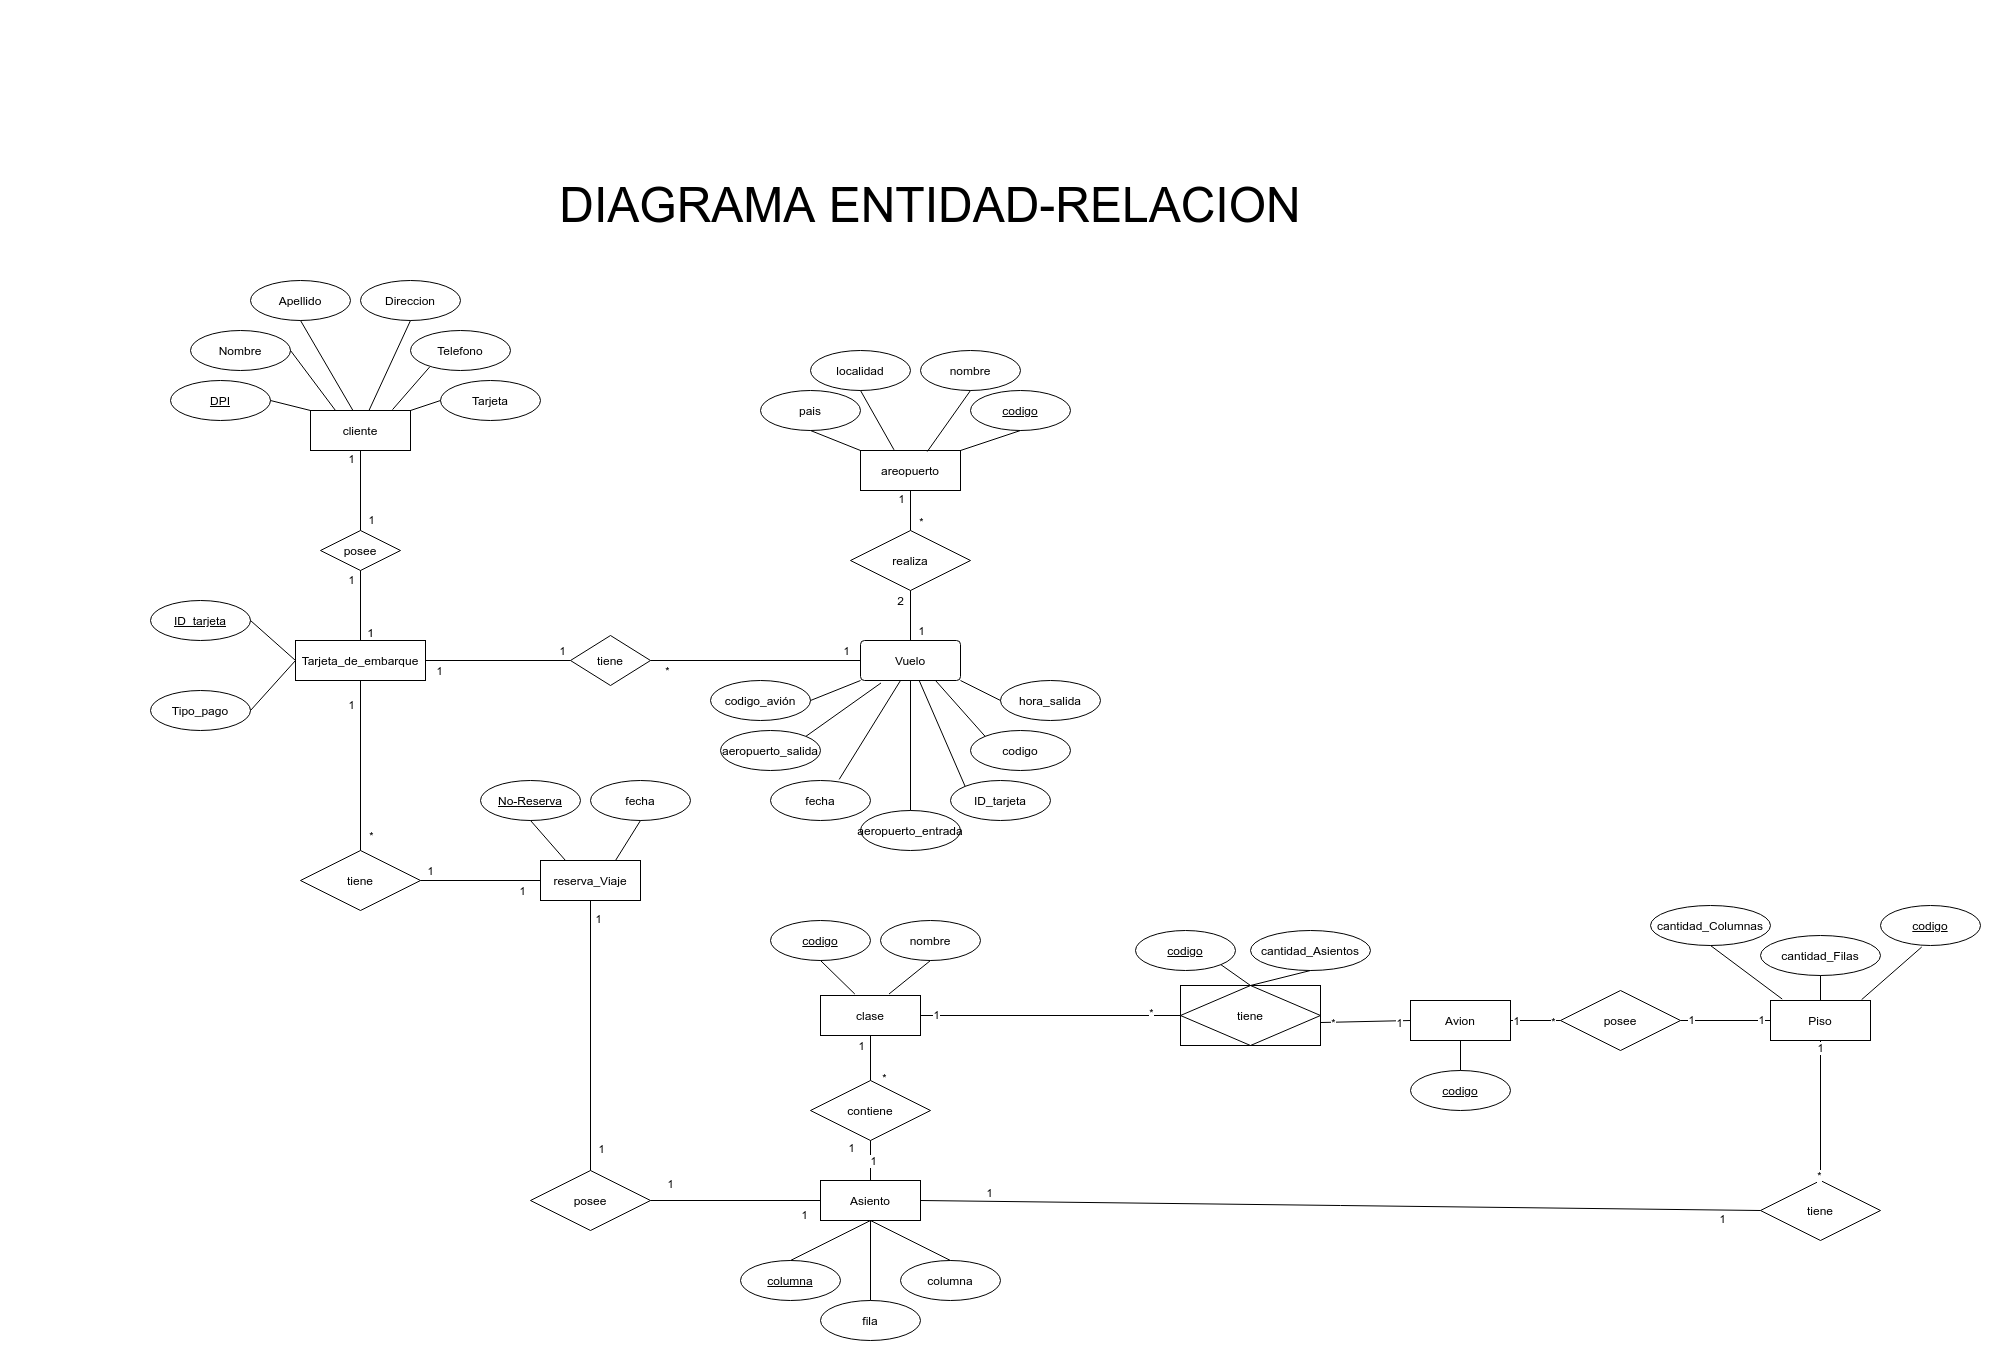 DIAGRAMA ENTIDAD-RELACION
Apellido
Direccion
Nombre
Telefono
DPI
Tarjeta
cliente
1
1
posee
1
1
localidad
nombre
pais
codigo
areopuerto
1
*
realiza
2
1
ID_tarjeta
Tarjeta_de_embarque
Tipo_pago
1
1
tiene
*
1
Vuelo
codigo_avión
hora_salida
aeropuerto_salida
codigo
fecha
ID_tarjeta
aeropuerto_entrada
1
*
tiene
1
1
No-Reserva
fecha
reserva_Viaje
1
1
posee
1
1
codigo
nombre
clase
1
*
contiene
1
1
Asiento
columna
fila
columna
1
*
codigo
cantidad_Asientos
tiene
*
1
Avion
codigo
1
*
posee
1
1
cantidad_Columnas
cantidad_Filas
codigo
Piso
1
*
tiene
1
1